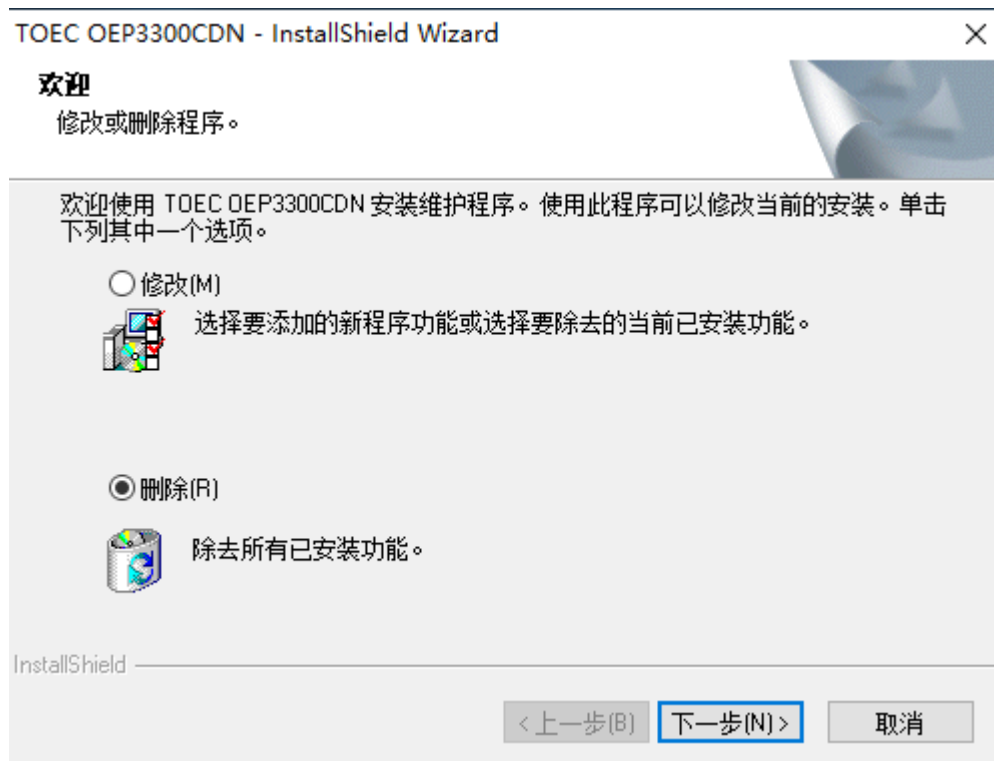 TOEC OEP3300CDN - InstallShield Wizard
欢迎
修改或删除程序。
欢迎使用 TOEC OEP3300CDN 安装维护程序。使用此程序可以修改当前的安装。单击
下列其中一个选项。
修改(M)
选择要添加的新程序功能或选择要除去的当前已安装功能。
删除(R)
除去所有已安装功能。
InstallShield
<上一步(B)
下一步(N)>
取消